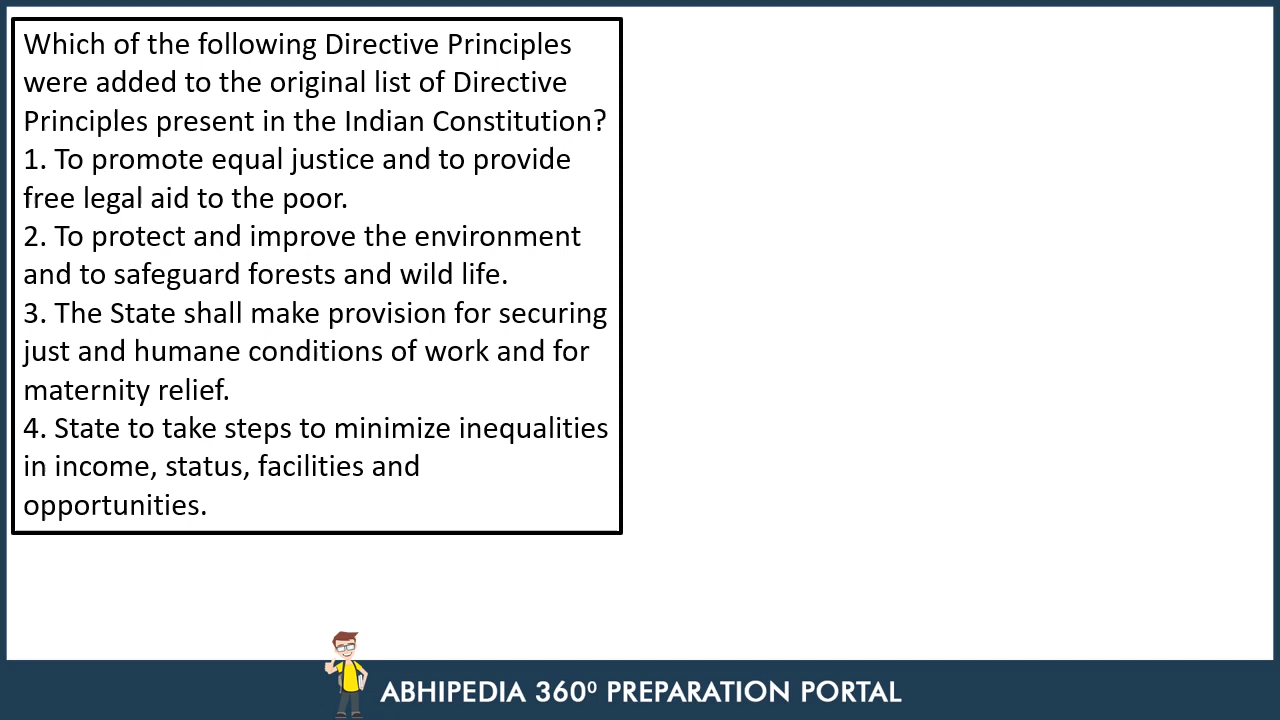 Which of the following Directive Principles
were added to the original list of Directive
Principles present in the Indian Constitution?
1. To promote equal justice and to provide
free legal aid to the poor.
2. To protect and improve the environment
and to safeguard forests and wild life.
3. The State shall make provision for securing
just and humane conditions of work and for
maternity relief.
4. State to take steps to minimize inequalities
in income, status, facilities and
opportunities.
ABHIPEDIA 360⁰ PREPARATION PORTAL